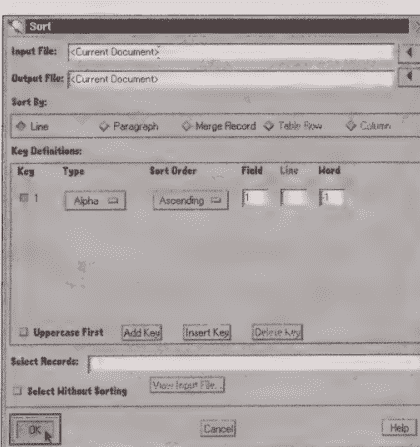 Sort
Input File: <Current Document>
Output File: <Current Document>
Sort By:
Line Paragraph Merge Record Table Row Column
Key Definitions:
Key Type Sort Order Field Line Word
1 Alpha Ascending 1 -1
Uppercase First Add Key Insert Key Delete Key
Select Records:
Select Without Sorting View Input File...
OK Cancel Help